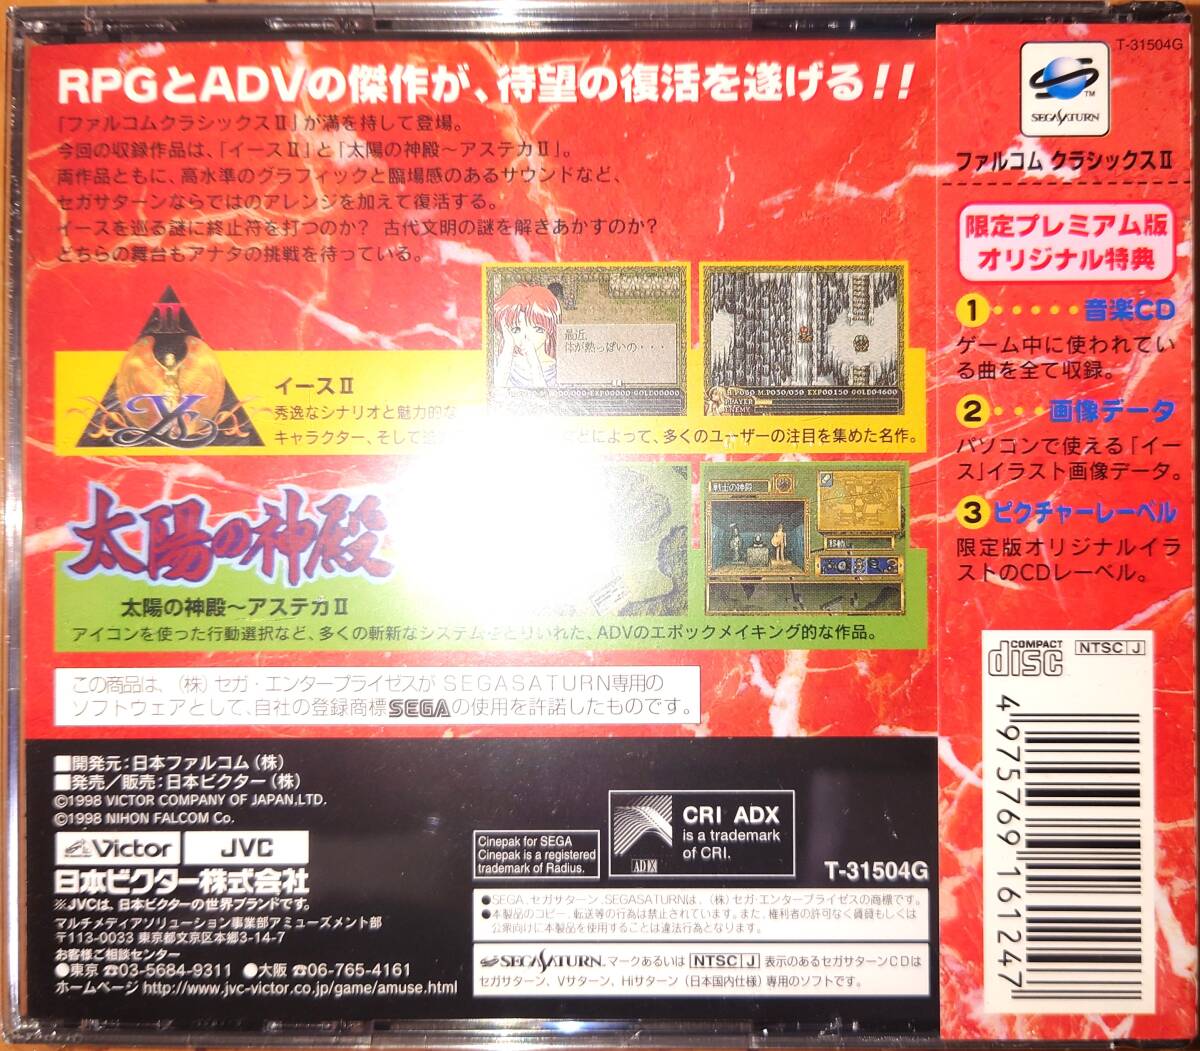 RPGとADVの傑作が、待望の復活を遂げる!!
「ファルコムクラシックスⅡ」が満を持して登場。
今回の収録作品は、「イースⅡ」と「太陽の神殿～アステカⅡ」。
両作品ともに、高水準のグラフィックと臨場感のあるサウンドなど、
セガサターンならではのアレンジを加えて復活する。
イースを巡る謎に終止符を打つのか? 古代文明の謎を解きあかすのか?
どちらの舞台もアナタの挑戦を待っている。
II
Ys
イースⅡ
秀逸なシナリオと魅力的な
キャラクター、そして
によって、多くのユーザーの注目を集めた名作。
最近、
体が熱っぱいの・・・
PLAYER
ENEMY
太陽の神殿
太陽の神殿～アステカⅡ
アイコンを使った行動選択など、多くの斬新なシステムをとりいれた、ADVのエポックメイキング的な作品。
戦士の神殿
この商品は、(株)セガ・エンタープライゼスがSEGASATURN専用の
ソフトウェアとして、自社の登録商標SEGAの使用を許諾したものです。
■開発元:日本ファルコム(株)
■発売/販売:日本ビクター(株)
©1998 VICTOR COMPANY OF JAPAN,LTD.
©1998 NIHON FALCOM Co.
Victor JVC
日本ビクター株式会社
※JVCは、日本ビクターの世界ブランドです。
マルチメディアソリューション事業部アミューズメント部
〒113-0033 東京都文京区本郷3-14-7
お客様ご相談センター
●東京 ☎03-5684-9311 ●大阪 ☎06-765-4161
ホームページ http://www.jvc-victor.co.jp/game/amuse.html
Cinepak for SEGA
Cinepak is a registered
trademark of Radius.
ADX
CRI ADX
is a trademark
of CRI.
T-31504G
●SEGA、セガサターン、SEGASATURNは、(株)セガ・エンタープライゼスの商標です。
●本製品のコピー、転送等の行為は禁止されています。また、権利者の許可なく賃貸もしくは
公衆向けに本製品を使用することは違法行為となります。
SEGASATURN.マークあるいは NTSC J 表示のあるセガサターンCDは
セガサターン、Vサターン、Hiサターン(日本国内仕様)専用のソフトです。
T-31504G
TM
SEGASATURN
ファルコム クラシックスⅡ
限定プレミアム版
オリジナル特典
1・・・・・音楽CD
ゲーム中に使われてい
る曲を全て収録。
2・・・画像データ
パソコンで使える「イー
ス」イラスト画像データ。
3ピクチャーレーベル
限定版オリジナルイラ
ストのCDレーベル。
COMPACT
disc
NTSC J
4975769161247